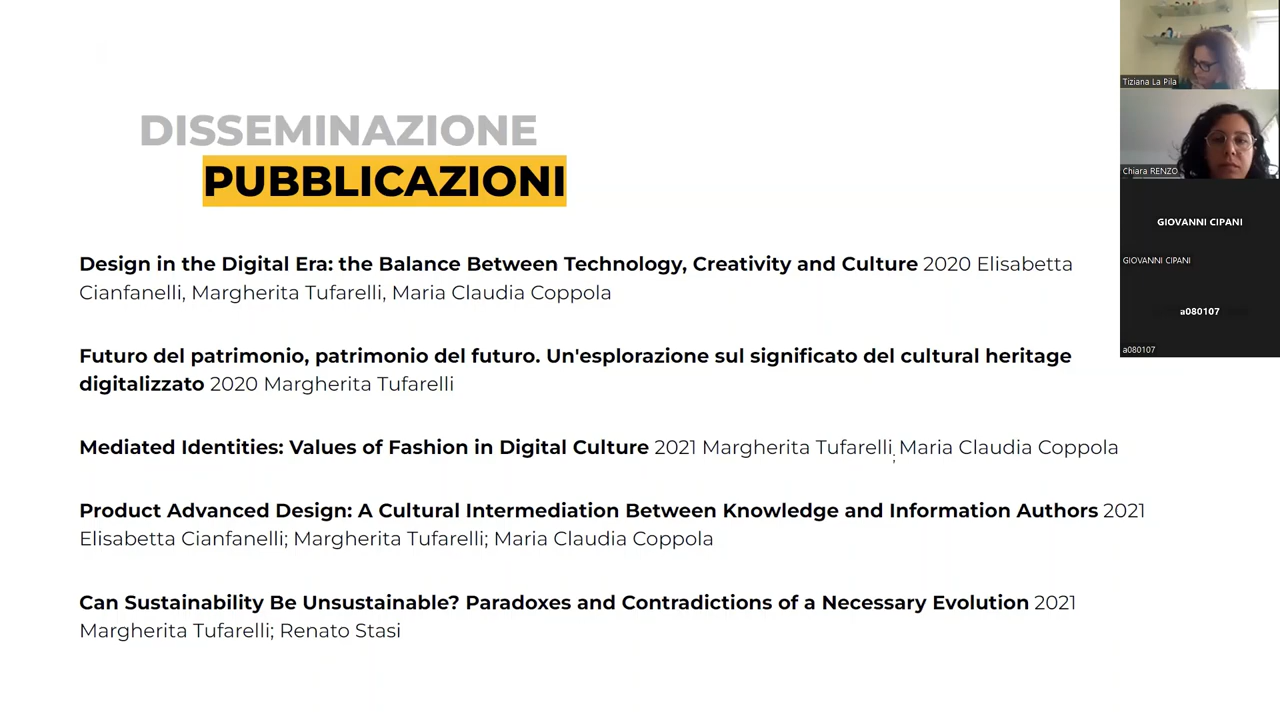 DISSEMINAZIONE
PUBBLICAZIONI
Design in the Digital Era: the Balance Between Technology, Creativity and Culture 2020 Elisabetta
Cianfanelli, Margherita Tufarelli, Maria Claudia Coppola
Futuro del patrimonio, patrimonio del futuro. Un'esplorazione sul significato del cultural heritage
digitalizzato 2020 Margherita Tufarelli
Mediated Identities: Values of Fashion in Digital Culture 2021 Margherita Tufarelli; Maria Claudia Coppola
Product Advanced Design: A Cultural Intermediation Between Knowledge and Information Authors 2021
Elisabetta Cianfanelli; Margherita Tufarelli; Maria Claudia Coppola
Can Sustainability Be Unsustainable? Paradoxes and Contradictions of a Necessary Evolution 2021
Margherita Tufarelli; Renato Stasi
Tiziana La Pila
Chiara RENZO
GIOVANNI CIPANI
GIOVANNI CIPANI
a080107
a080107